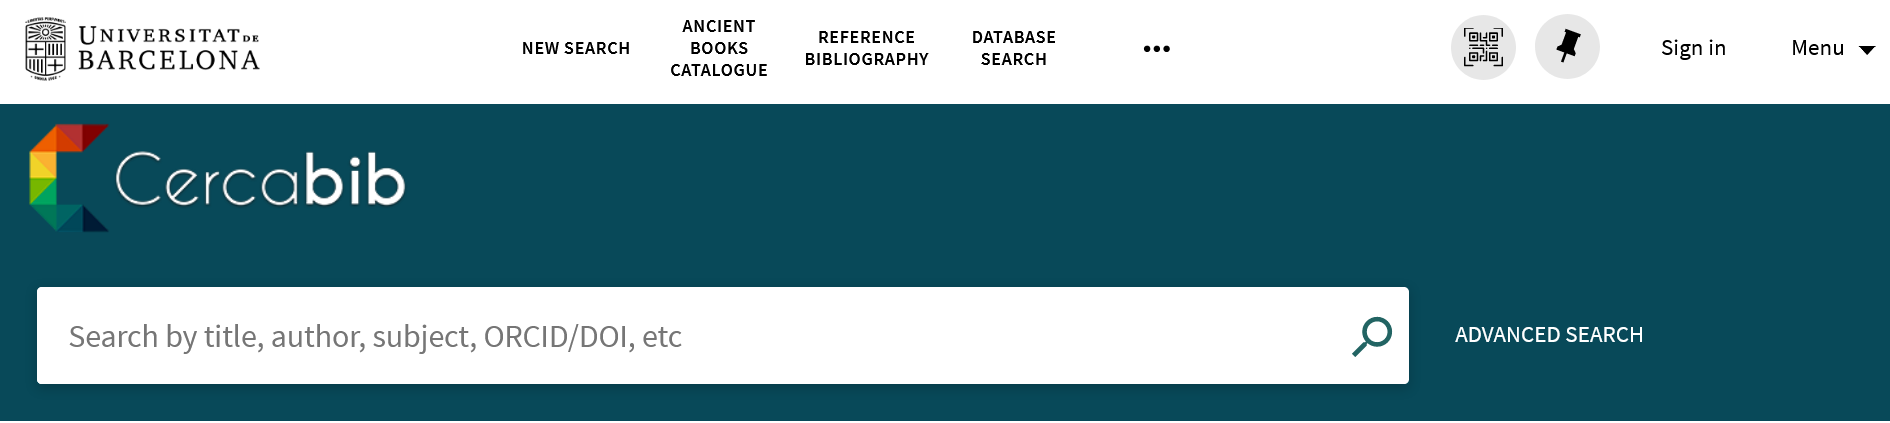 UNIVERSITAT DE
BARCELONA
NEW SEARCH
ANCIENT
BOOKS
CATALOGUE
REFERENCE
BIBLIOGRAPHY
DATABASE
SEARCH
Sign in
Menu
Cercabib
Search by title, author, subject, ORCID/DOI, etc
ADVANCED SEARCH